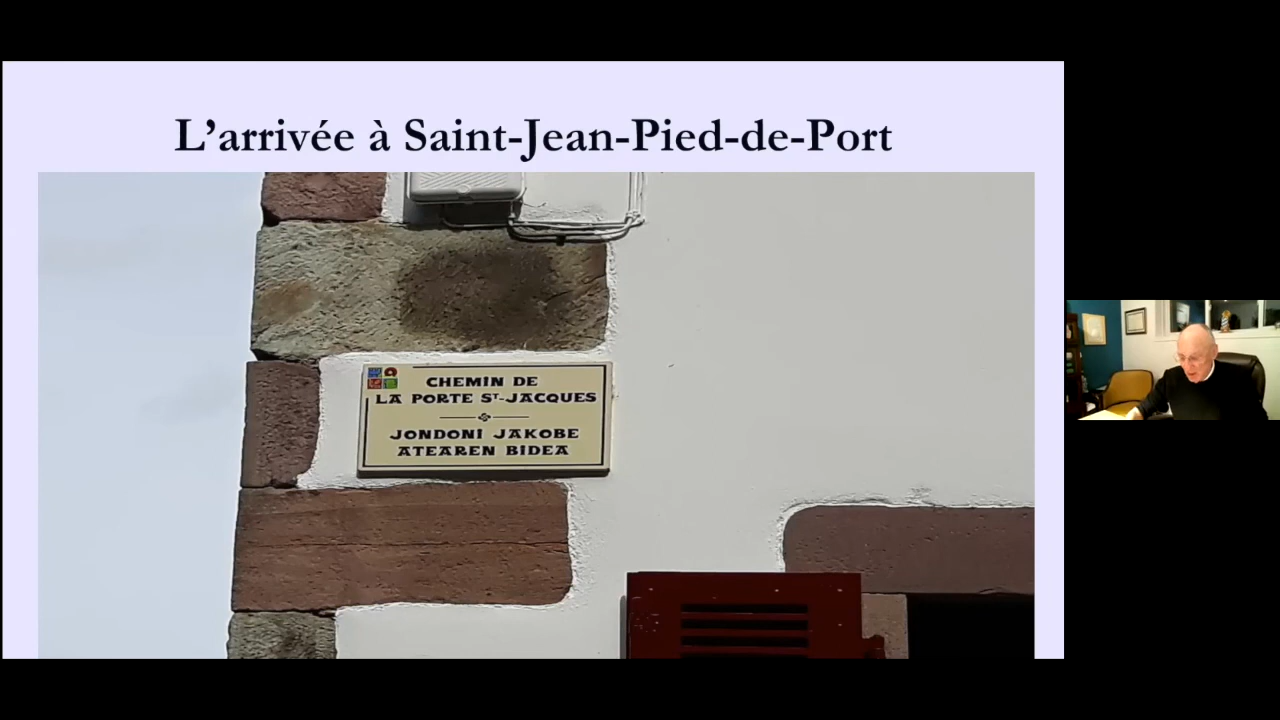 L’arrivée à Saint-Jean-Pied-de-Port
CHEMIN DE
LA PORTE Sᵀ-JACQUES
JONDONI JAKOBE
ATEAREN BIDEA